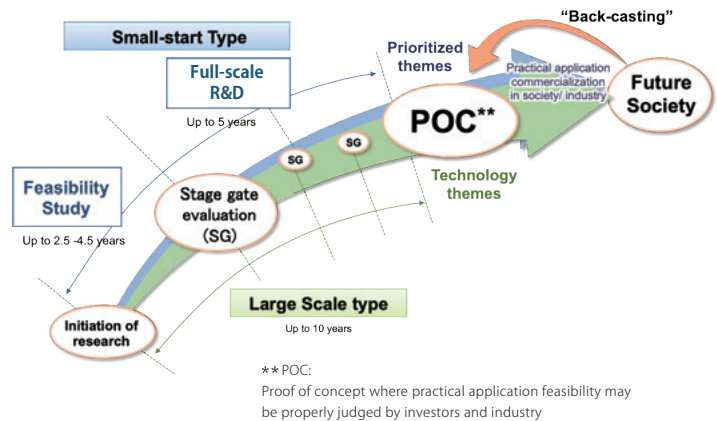 “Back-casting”
Small-start Type
Prioritized
themes
Practical application
commercialization
in society/ industry
Future
Society
Full-scale
R&D
Up to 5 years
POC**
SG
SG
Technology
themes
Feasibility
Study
Up to 2.5 -4.5 years
Stage gate
evaluation
(SG)
Large Scale type
Up to 10 years
Initiation of
research
** POC:
Proof of concept where practical application feasibility may
be properly judged by investors and industry